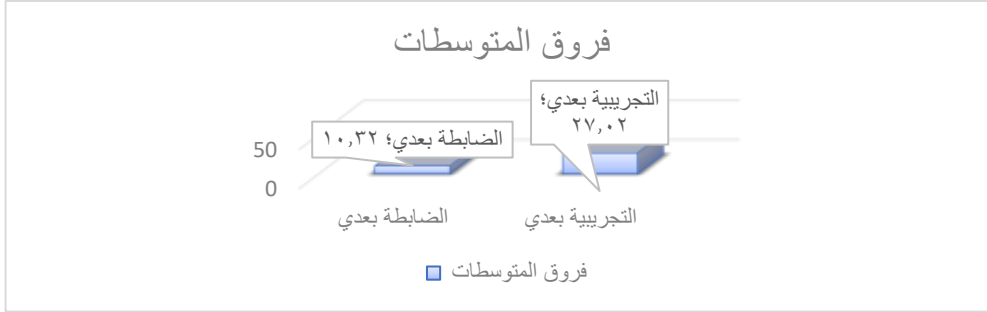 فروق المتوسطات
التجريبية بعدي؛
٢٧,٠٢
الضابطة بعدي؛ ١٠,٣٢
50
0
الضابطة بعدي
التجريبية بعدي
فروق المتوسطات